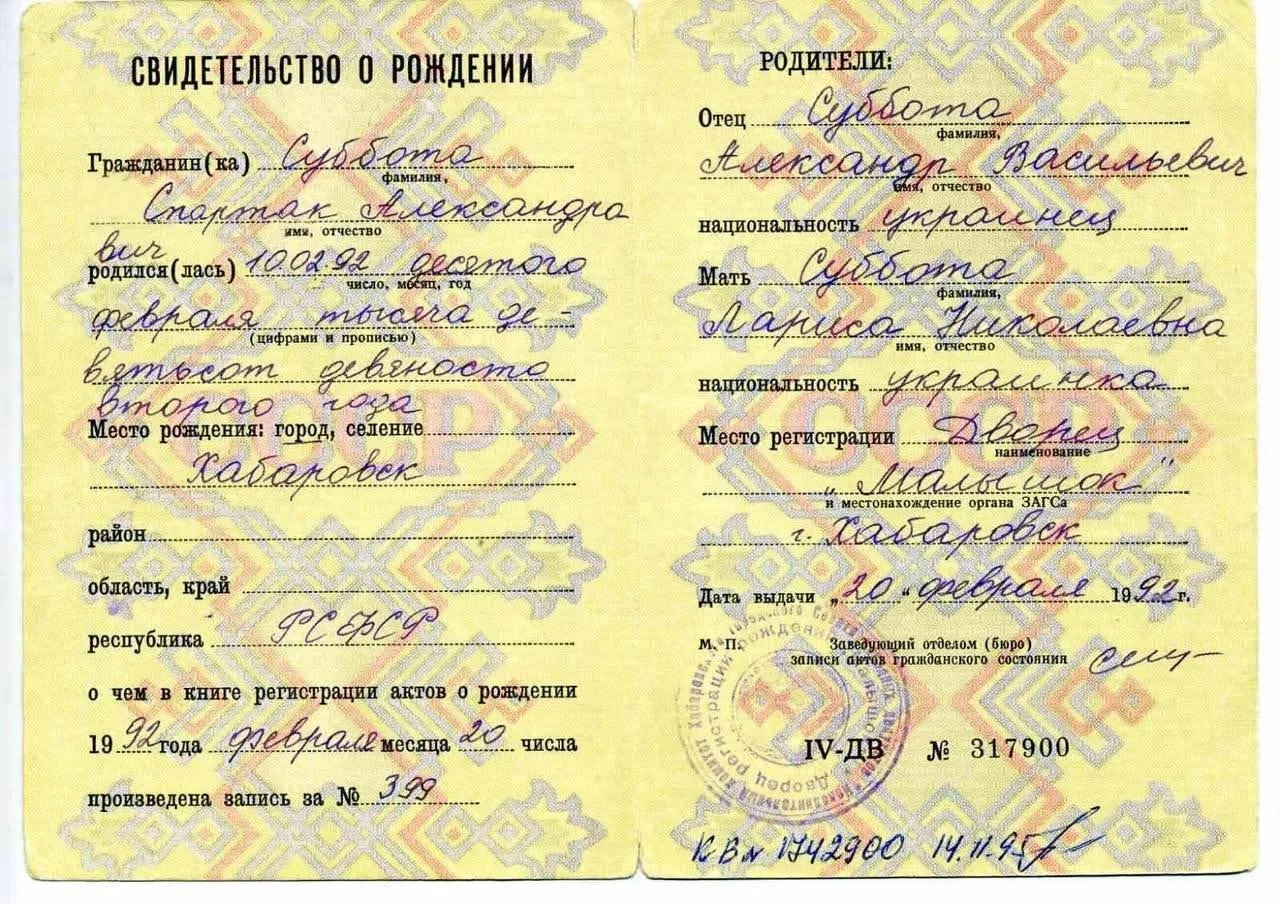 СВИДЕТЕЛЬСТВО О РОЖДЕНИИ
Гражданин(ка) Суббота
фамилия,
Спартак Александра
имя, отчество
вич
родился(лась) 10.02.92 десятого
число, месяц, год
февраля тысяча де-
(цифрами и прописью)
вятьсот девяносто
второго года
Место рождения: город, селение
Хабаровск
район
область, край
республика РСФСР
о чем в книге регистрации актов о рождении
1992 года февраля месяца 20 числа
произведена запись за № 399
РОДИТЕЛИ:
Отец Суббота
фамилия,
Александр Васильевич
имя, отчество
национальность украинец
Мать Суббота
фамилия,
Лариса Николаевна
имя, отчество
национальность украинка
Место регистрации Дворец
наименование
"Малышок"
и местонахождение органа ЗАГСа
г. Хабаровск
Дата выдачи "20" февраля 1992 г.
М. П. Заведующий отделом (бюро)
записи актов гражданского состояния
IV-ДВ № 317900
КВ № 1742900 14.11.95
СССР
СССР